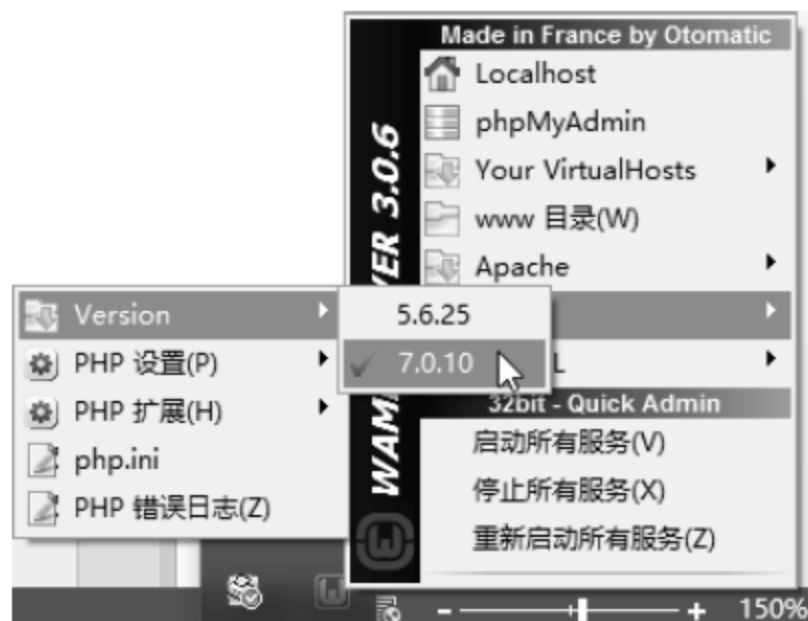 Made in France by Otomatic
Localhost
phpMyAdmin
Your VirtualHosts
www 目录(W)
Apache
L
32bit - Quick Admin
启动所有服务(V)
停止所有服务(X)
重新启动所有服务(Z)
VER 3.0.6
WAM
Version
PHP 设置(P)
PHP 扩展(H)
php.ini
PHP 错误日志(Z)
5.6.25
7.0.10
150%